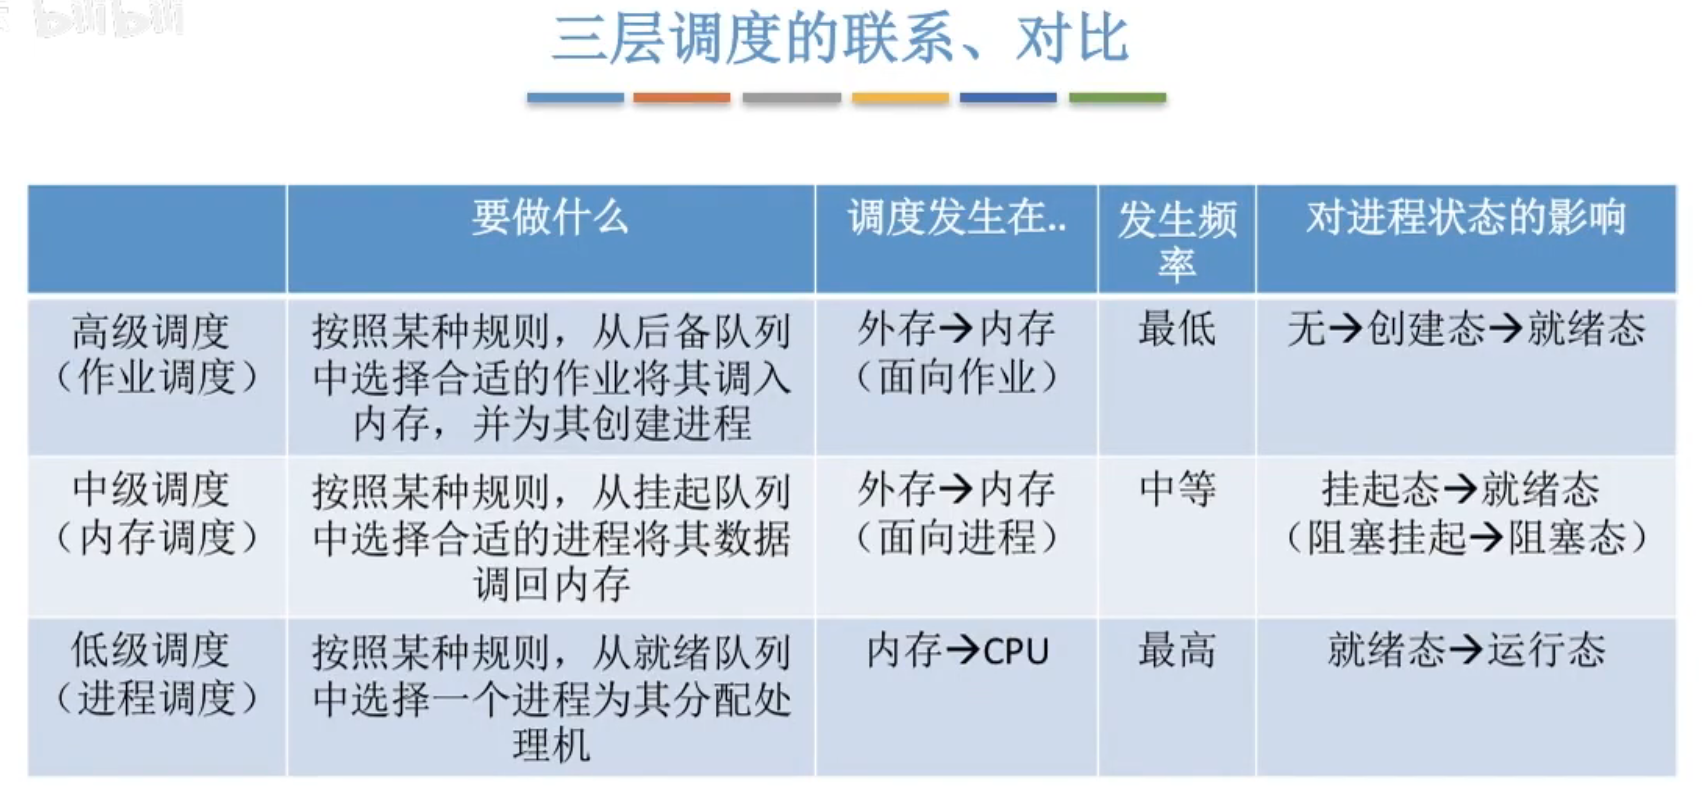 bilibili
三层调度的联系、对比
要做什么
调度发生在..
发生频
率
对进程状态的影响
高级调度
（作业调度）
按照某种规则，从后备队列
中选择合适的作业将其调入
内存，并为其创建进程
外存→内存
（面向作业）
最低
无→创建态→就绪态
中级调度
（内存调度）
按照某种规则，从挂起队列
中选择合适的进程将其数据
调回内存
外存→内存
（面向进程）
中等
挂起态→就绪态
（阻塞挂起→阻塞态）
低级调度
（进程调度）
按照某种规则，从就绪队列
中选择一个进程为其分配处
理机
内存→CPU
最高
就绪态→运行态